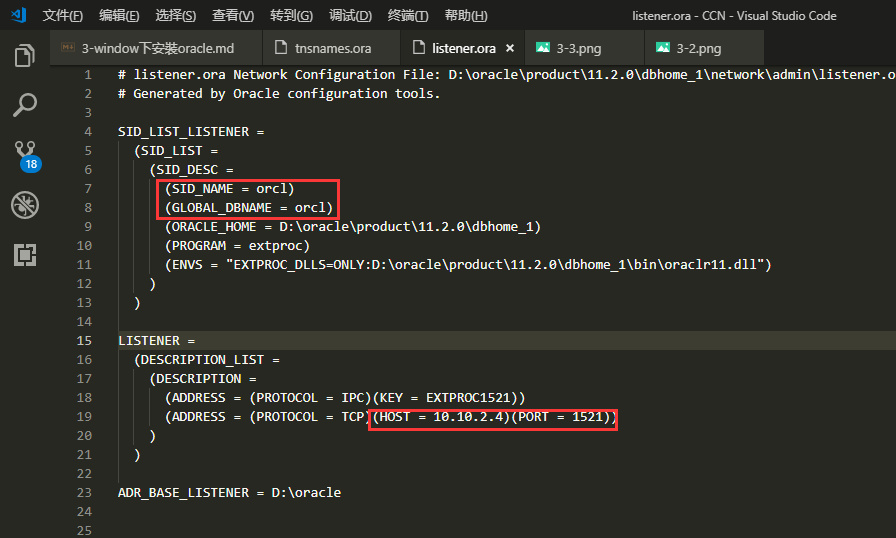 文件(F) 编辑(E) 选择(S) 查看(V) 转到(G) 调试(D) 终端(T) 帮助(H) listener.ora - CCN - Visual Studio Code
3-window下安裝oracle.md tnsnames.ora listener.ora × 3-3.png 3-2.png
18
1 # listener.ora Network Configuration File: D:\oracle\product\11.2.0\dbhome_1\network\admin\listener.o
2 # Generated by Oracle configuration tools.
3
4 SID_LIST_LISTENER =
5 (SID_LIST =
6 (SID_DESC =
7 (SID_NAME = orcl)
8 (GLOBAL_DBNAME = orcl)
9 (ORACLE_HOME = D:\oracle\product\11.2.0\dbhome_1)
10 (PROGRAM = extproc)
11 (ENVS = "EXTPROC_DLLS=ONLY:D:\oracle\product\11.2.0\dbhome_1\bin\oraclr11.dll")
12 )
13 )
14
15 LISTENER =
16 (DESCRIPTION_LIST =
17 (DESCRIPTION =
18 (ADDRESS = (PROTOCOL = IPC)(KEY = EXTPROC1521))
19 (ADDRESS = (PROTOCOL = TCP)(HOST = 10.10.2.4)(PORT = 1521))
20 )
21 )
22
23 ADR_BASE_LISTENER = D:\oracle
24
25